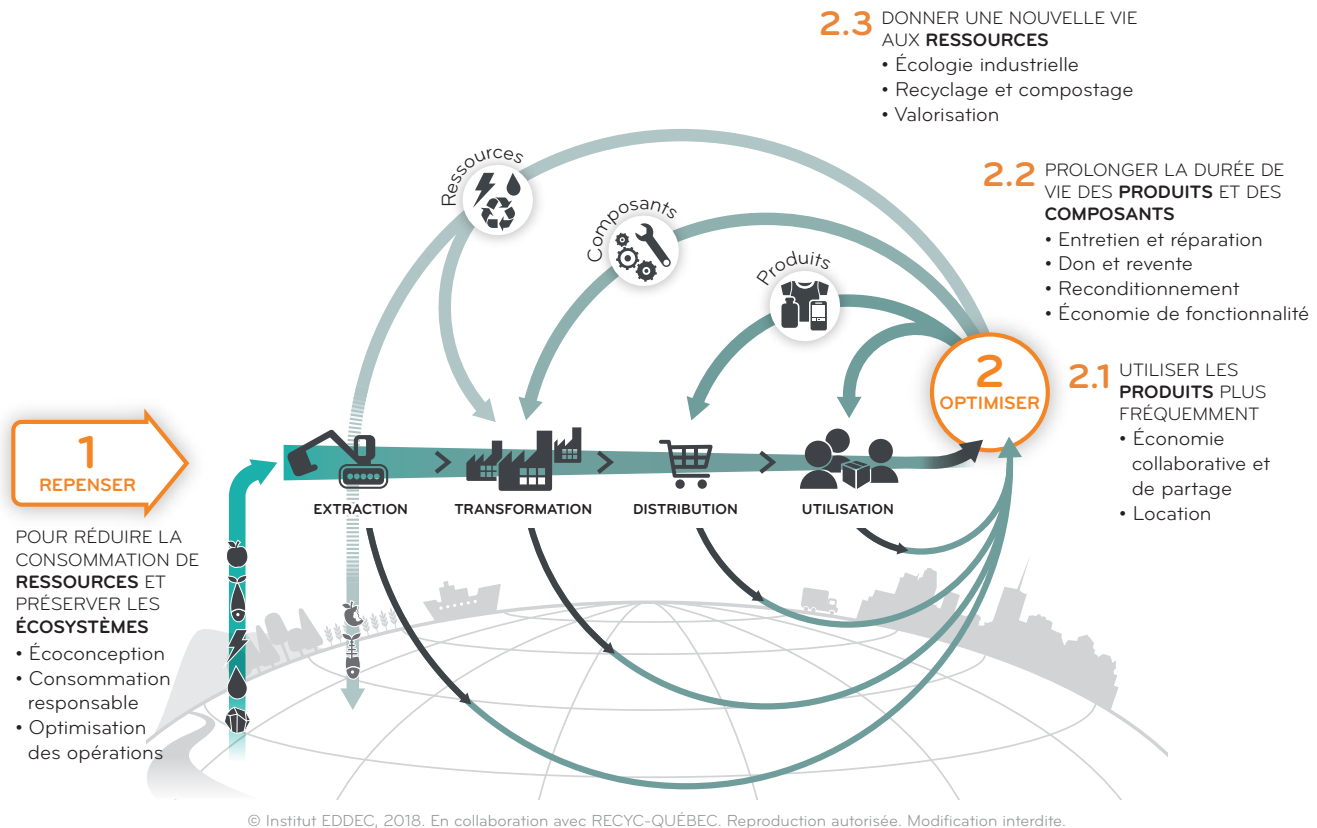 2.3 DONNER UNE NOUVELLE VIE
AUX RESSOURCES
• Écologie industrielle
• Recyclage et compostage
• Valorisation
2.2 PROLONGER LA DURÉE DE
VIE DES PRODUITS ET DES
COMPOSANTS
• Entretien et réparation
• Don et revente
• Reconditionnement
• Économie de fonctionnalité
2.1 UTILISER LES
PRODUITS PLUS
FRÉQUEMMENT
• Économie
collaborative et
de partage
• Location
Ressources
Composants
Produits
2
OPTIMISER
1
REPENSER
POUR RÉDUIRE LA
CONSOMMATION DE
RESSOURCES ET
PRÉSERVER LES
ÉCOSYSTÈMES
• Écoconception
• Consommation
responsable
• Optimisation
des opérations
EXTRACTION
TRANSFORMATION
DISTRIBUTION
UTILISATION
© Institut EDDEC, 2018. En collaboration avec RECYC-QUÉBEC. Reproduction autorisée. Modification interdite.